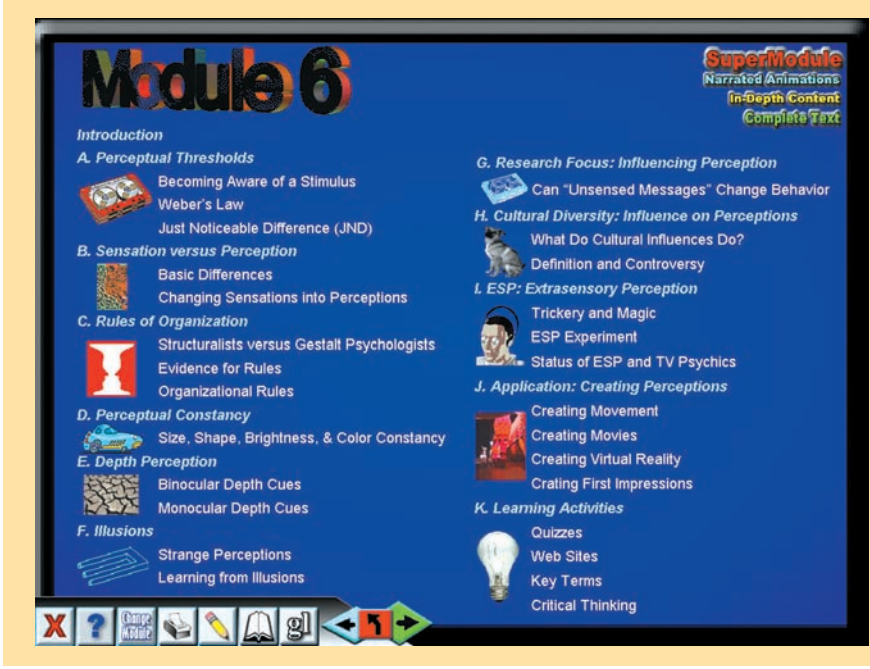 Module 6
SuperModule
Narrated Animations
In-Depth Content
Complete Text
Introduction
A. Perceptual Thresholds
Becoming Aware of a Stimulus
Weber's Law
Just Noticeable Difference (JND)
B. Sensation versus Perception
Basic Differences
Changing Sensations into Perceptions
C. Rules of Organization
Structuralists versus Gestalt Psychologists
Evidence for Rules
Organizational Rules
D. Perceptual Constancy
Size, Shape, Brightness, & Color Constancy
E. Depth Perception
Binocular Depth Cues
Monocular Depth Cues
F. Illusions
Strange Perceptions
Learning from Illusions
G. Research Focus: Influencing Perception
Can "Unsensed Messages" Change Behavior
H. Cultural Diversity: Influence on Perceptions
What Do Cultural Influences Do?
Definition and Controversy
I. ESP: Extrasensory Perception
Trickery and Magic
ESP Experiment
Status of ESP and TV Psychics
J. Application: Creating Perceptions
Creating Movement
Creating Movies
Creating Virtual Reality
Crating First Impressions
K. Learning Activities
Quizzes
Web Sites
Key Terms
Critical Thinking
X
?
Change
Module
gl